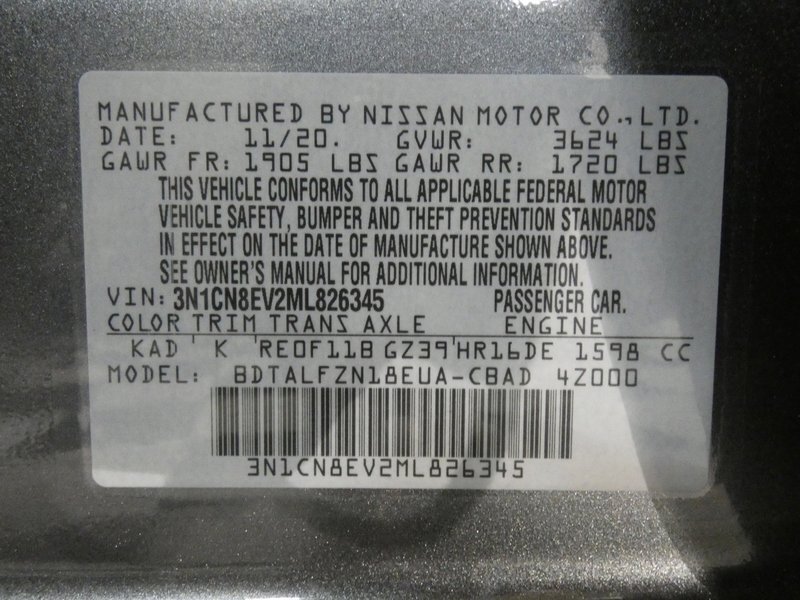 MANUFACTURED BY NISSAN MOTOR CO., LTD.
DATE: 11/20. GVWR: 3624 LBS
GAWR FR: 1905 LBS GAWR RR: 1720 LBS
THIS VEHICLE CONFORMS TO ALL APPLICABLE FEDERAL MOTOR
VEHICLE SAFETY, BUMPER AND THEFT PREVENTION STANDARDS
IN EFFECT ON THE DATE OF MANUFACTURE SHOWN ABOVE.
SEE OWNER'S MANUAL FOR ADDITIONAL INFORMATION.
VIN: 3N1CN8EV2ML826345 PASSENGER CAR.
COLOR TRIM TRANS AXLE ENGINE
KAD K RE0F11B GZ39 HR16DE 1598 CC
MODEL: BDTALFZN18EUA-CBAD 4Z000
3N1CN8EV2ML826345